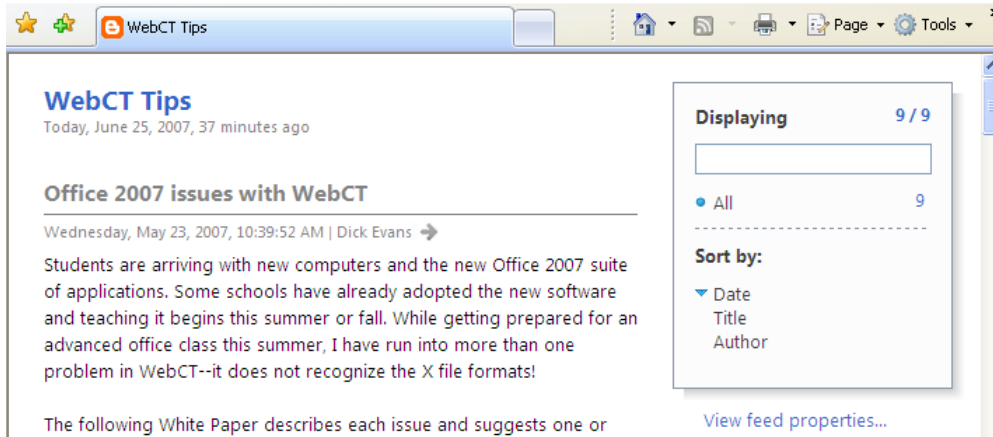 WebCT Tips
Page
Tools
WebCT Tips
Today, June 25, 2007, 37 minutes ago
Office 2007 issues with WebCT
Wednesday, May 23, 2007, 10:39:52 AM | Dick Evans
Students are arriving with new computers and the new Office 2007 suite
of applications. Some schools have already adopted the new software
and teaching it begins this summer or fall. While getting prepared for an
advanced office class this summer, I have run into more than one
problem in WebCT--it does not recognize the X file formats!
The following White Paper describes each issue and suggests one or
Displaying 9 / 9
All 9
Sort by:
Date
Title
Author
View feed properties...